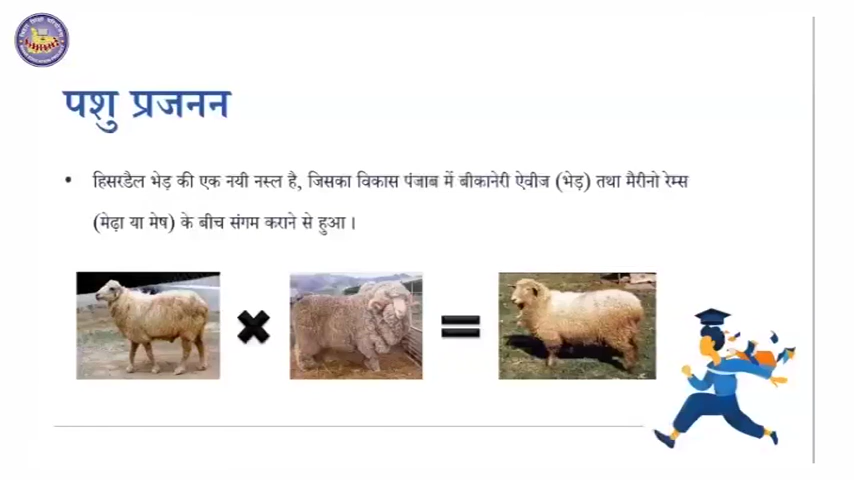 पशु प्रजनन
• हिसरडैल भेड़ की एक नयी नस्ल है, जिसका विकास पंजाब में बीकानेरी ऐवीज (भेड़) तथा मैरीनो रेम्स
(मेढ़ा या मेष) के बीच संगम कराने से हुआ।